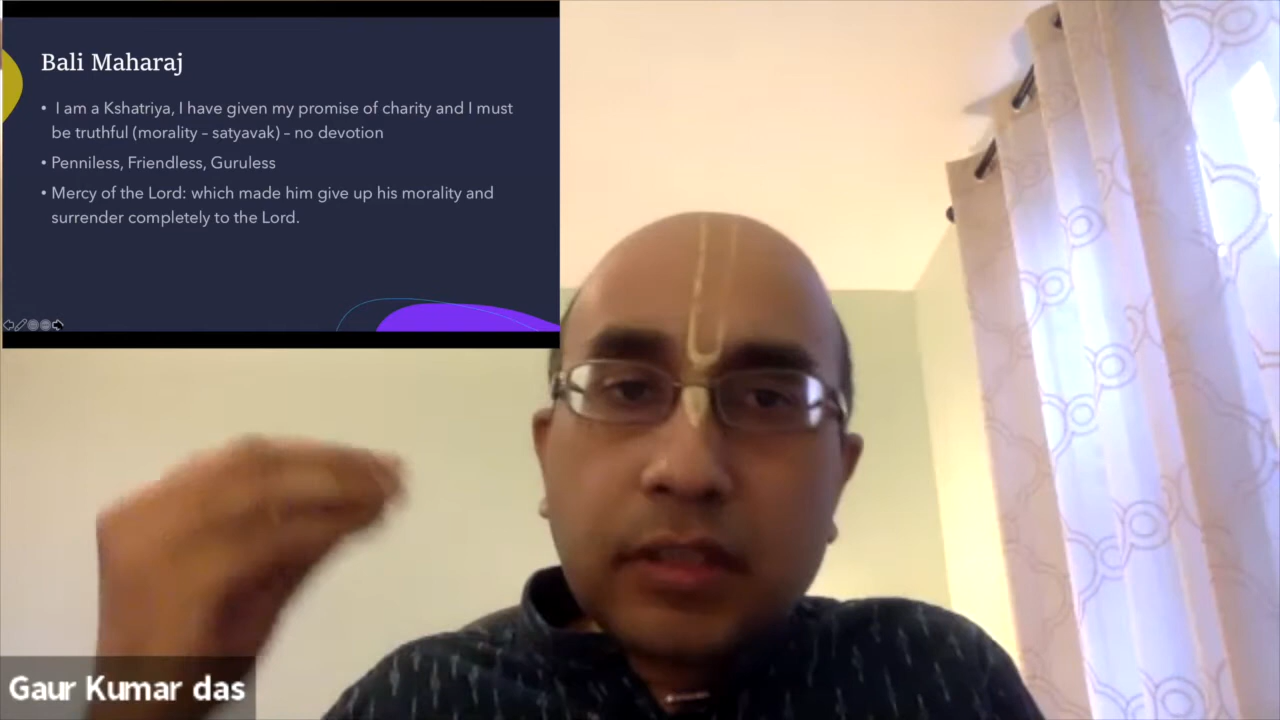 Bali Maharaj
• I am a Kshatriya, I have given my promise of charity and I must
be truthful (morality – satyavak) – no devotion
• Penniless, Friendless, Guruless
• Mercy of the Lord: which made him give up his morality and
surrender completely to the Lord.
Gaur Kumar das